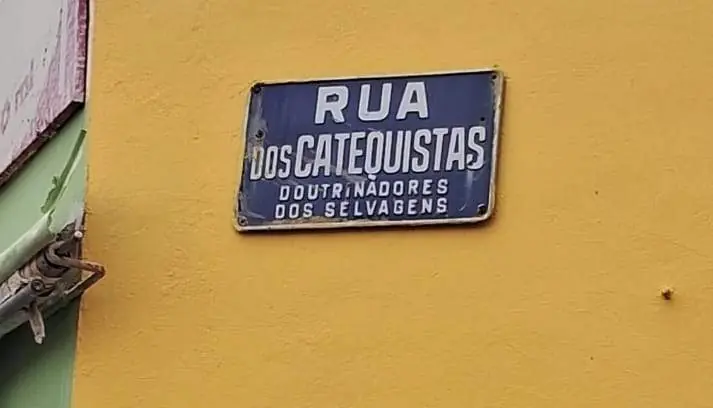 RUA
DOS CATEQUISTAS
DOUTRINADORES
DOS SELVAGENS